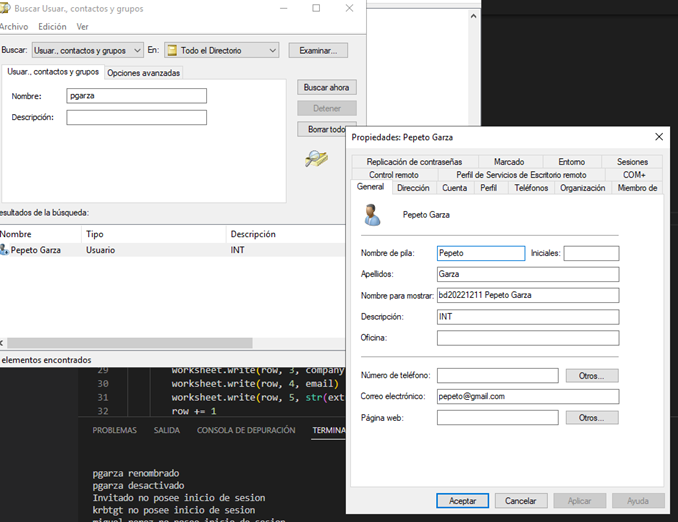 Buscar Usuar., contactos y grupos
Archivo Edición Ver
Buscar: Usuar., contactos y grupos En: Todo el Directorio Examinar...
Usuar., contactos y grupos Opciones avanzadas
Nombre: pgarza
Descripción:
Buscar ahora
Detener
Borrar todo
esultados de la búsqueda:
Nombre Tipo Descripción
Pepeto Garza Usuario INT
elementos encontrados
Propiedades: Pepeto Garza
Replicación de contraseñas Marcado Entorno Sesiones
Control remoto Perfil de Servicios de Escritorio remoto COM+
General Dirección Cuenta Perfil Teléfonos Organización Miembro de
Pepeto Garza
Nombre de pila: Pepeto Iniciales:
Apellidos: Garza
Nombre para mostrar: bd20221211 Pepeto Garza
Descripción: INT
Oficina:
Número de teléfono: Otros...
Correo electrónico: pepeto@gmail.com
Página web: Otros...
Aceptar Cancelar Aplicar Ayuda
29 worksheet.write(row, 3, company
30 worksheet.write(row, 4, email)
31 worksheet.write(row, 5, str(ext
32 row += 1
PROBLEMAS SALIDA CONSOLA DE DEPURACIÓN TERMINA
pgarza renombrado
pgarza desactivado
Invitado no posee inicio de sesion
krbtgt no posee inicio de sesion